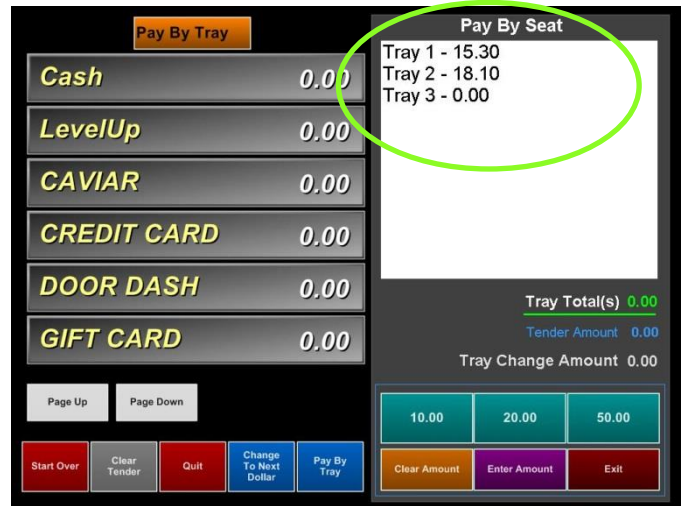 Pay By Tray
Cash 0.00
LevelUp 0.00
CAVIAR 0.00
CREDIT CARD 0.00
DOOR DASH 0.00
GIFT CARD 0.00
Page Up Page Down
Start Over
Clear
Tender
Quit
Change
To Next
Dollar
Pay By
Tray
Pay By Seat
Tray 1 - 15.30
Tray 2 - 18.10
Tray 3 - 0.00
Tray Total(s) 0.00
Tender Amount 0.00
Tray Change Amount 0.00
10.00 20.00 50.00
Clear Amount Enter Amount Exit